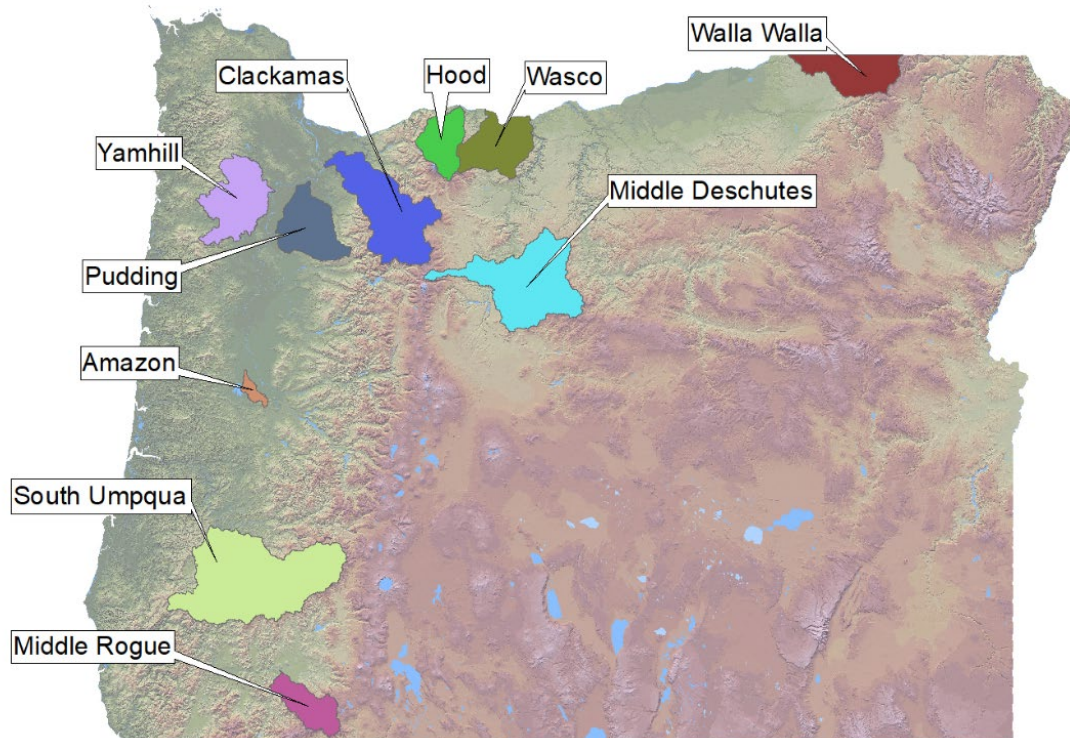 Walla Walla
Clackamas
Hood
Wasco
Yamhill
Middle Deschutes
Pudding
Amazon
South Umpqua
Middle Rogue